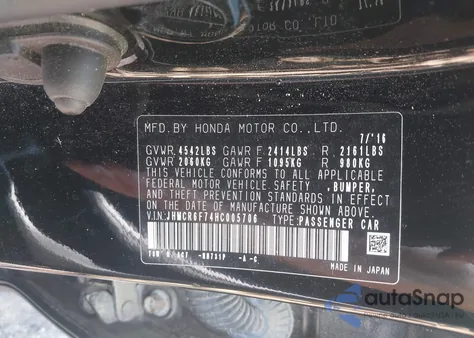 MFD.BY HONDA MOTOR CO.,LTD. 7/'16
GVWR 4542LBS GAWR F 2414LBS R 2161LBS
GVWR 2060KG GAWR F 1095KG R 980KG
THIS VEHICLE CONFORMS TO ALL APPLICABLE
FEDERAL MOTOR VEHICLE SAFETY ,BUMPER,
AND THEFT PREVENTION STANDARDS IN EFFECT
ON THE DATE OF MANUFACTURE SHOWN ABOVE.
V.I.N: JHMCR6F74HC005706 TYPE:PASSENGER CAR
-A -C.
MADE IN JAPAN
autoSnap